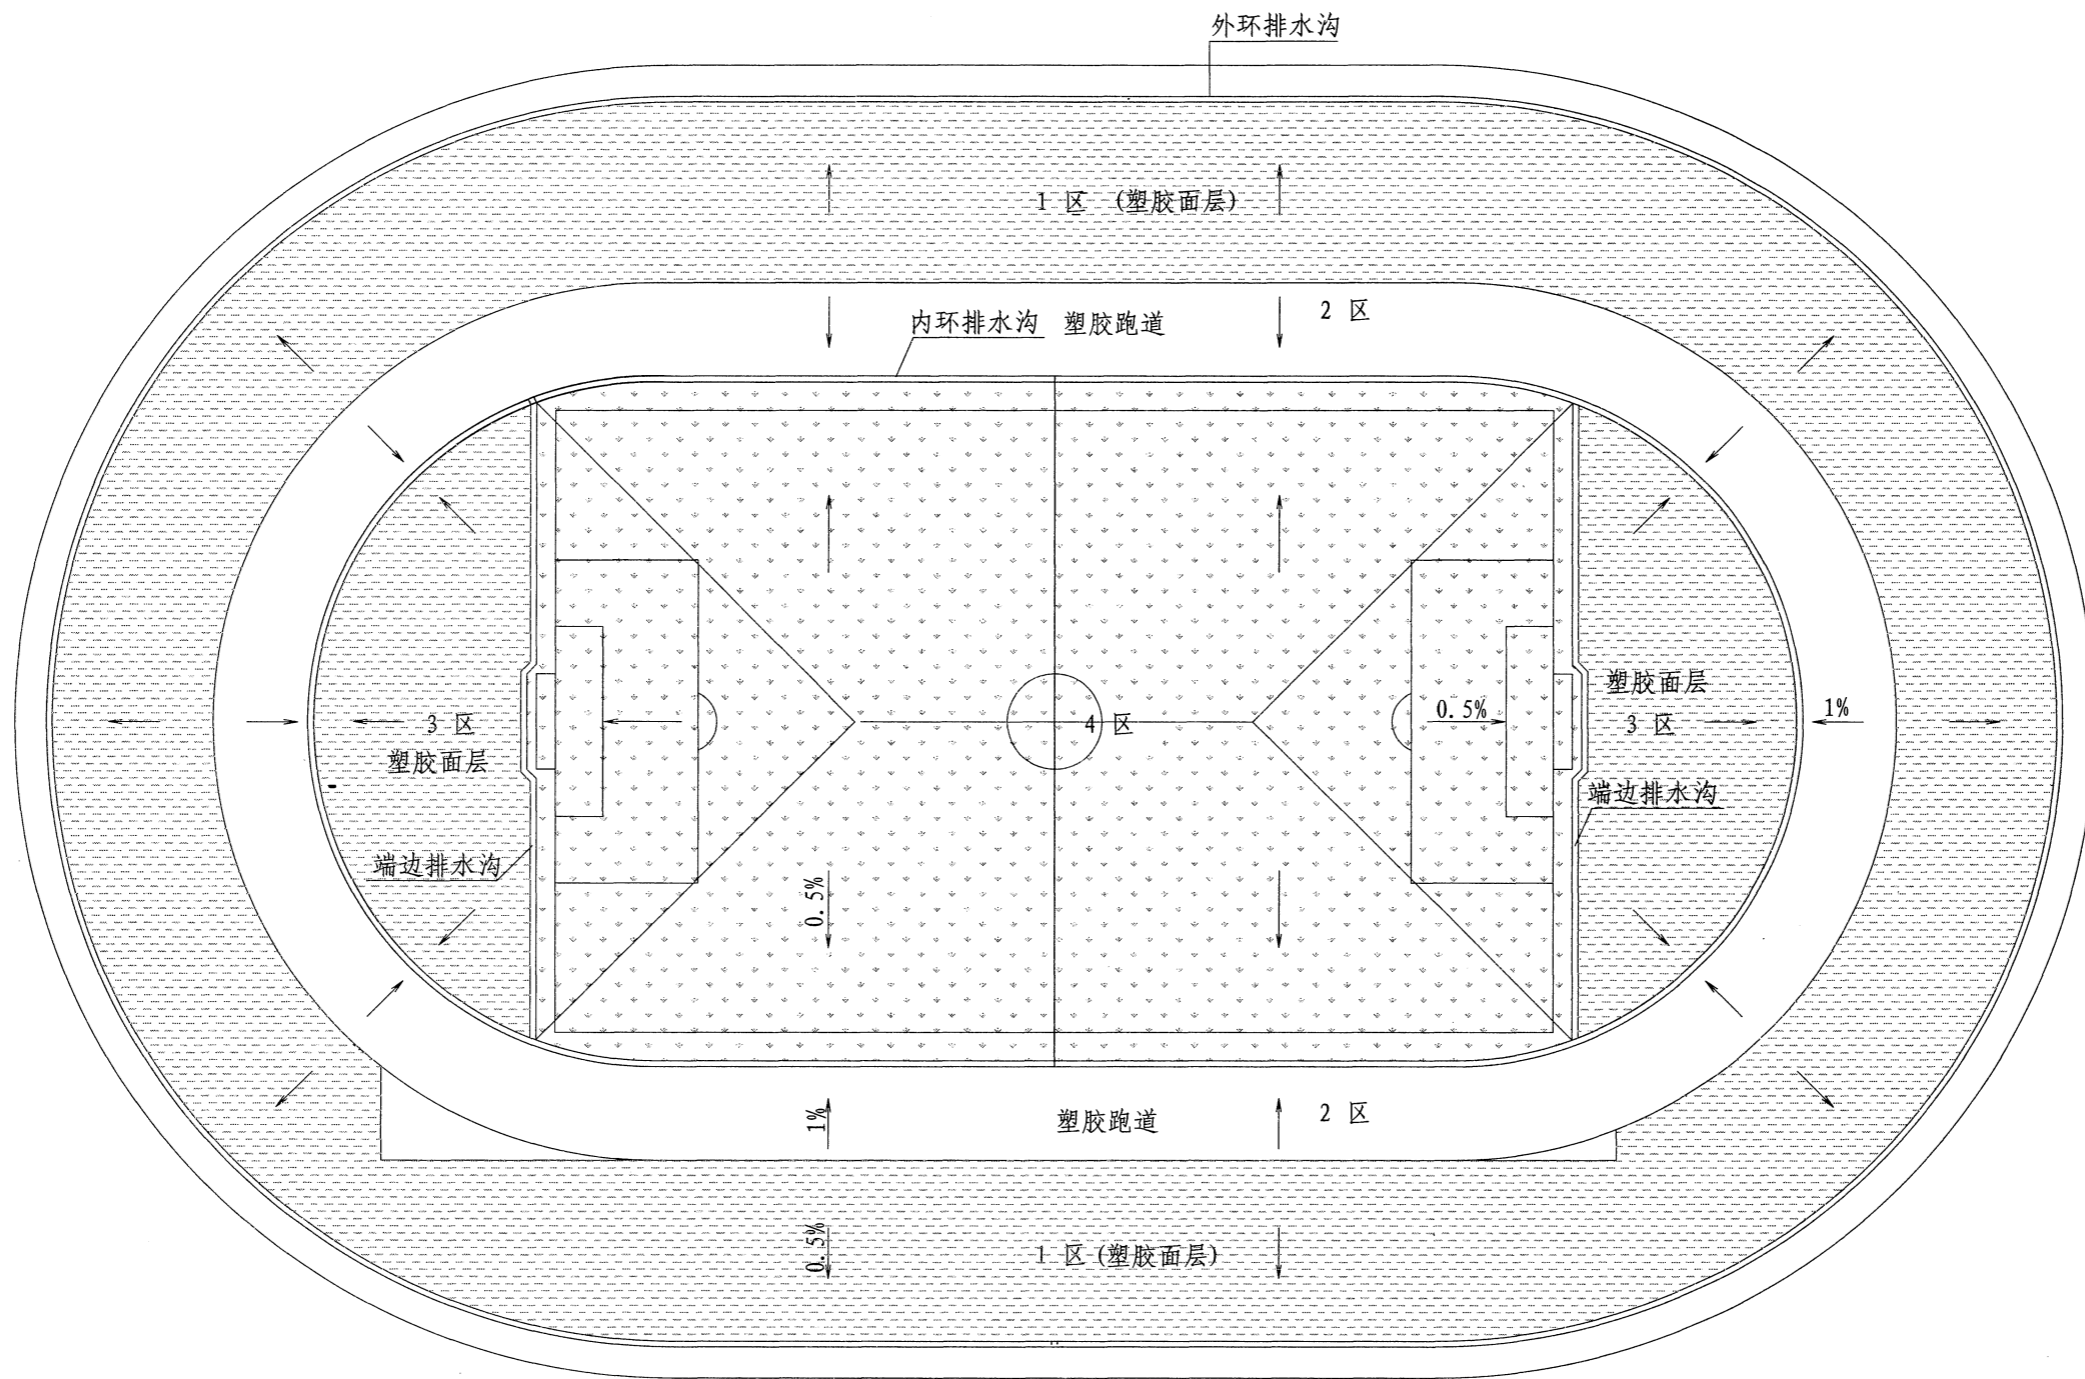 外环排水沟
1 区 (塑胶面层)
2 区
内环排水沟 塑胶跑道
塑胶面层
3 区
0.5%
1%
3 区
4 区
塑胶面层
端边排水沟
端边排水沟
0.5%
1%
塑胶跑道
2 区
0.5%
1 区 (塑胶面层)